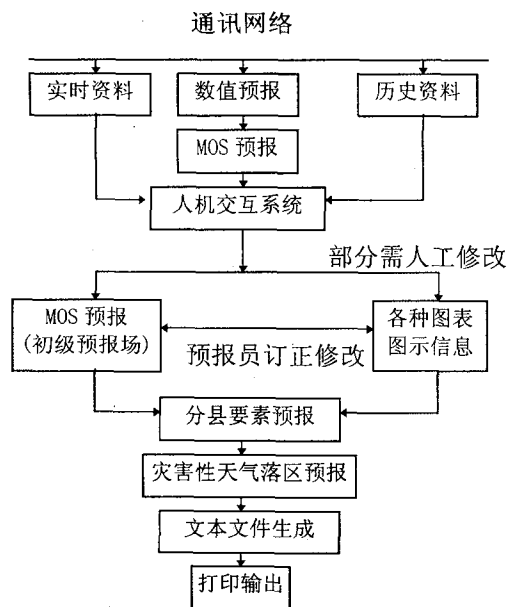 通讯网络
实时资料
数值预报
历史资料
MOS 预报
人机交互系统
部分需人工修改
MOS 预报
(初级预报场)
各种图表
图示信息
预报员订正修改
分县要素预报
灾害性天气落区预报
文本文件生成
打印输出